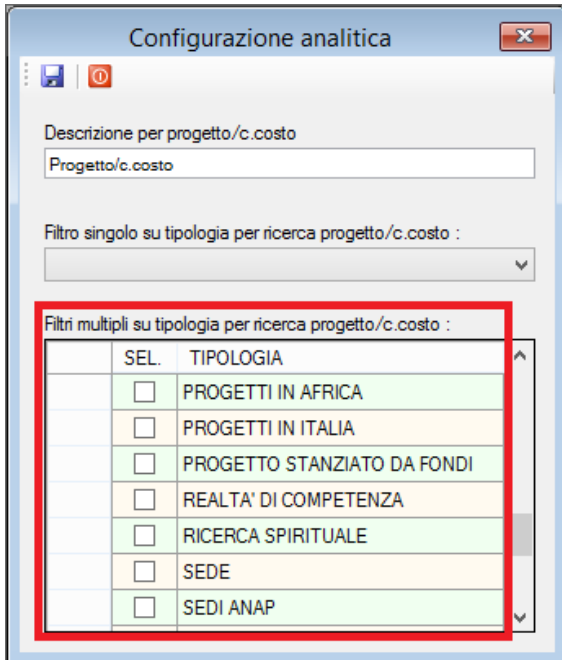 Configurazione analitica
Descrizione per progetto/c.costo
Progetto/c.costo
Filtro singolo su tipologia per ricerca progetto/c.costo :
Filtri multipli su tipologia per ricerca progetto/c.costo :
SEL. TIPOLOGIA
PROGETTI IN AFRICA
PROGETTI IN ITALIA
PROGETTO STANZIATO DA FONDI
REALTA' DI COMPETENZA
RICERCA SPIRITUALE
SEDE
SEDI ANAP